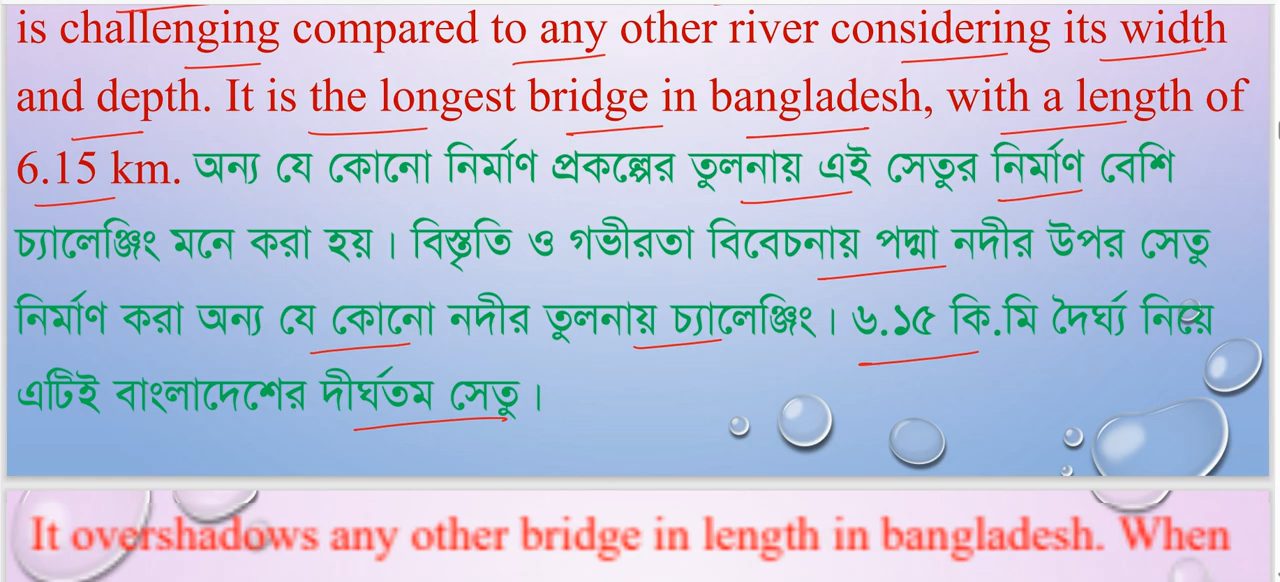 is challenging compared to any other river considering its width
and depth. It is the longest bridge in bangladesh, with a length of
6.15 km. অন্য যে কোনো নির্মাণ প্রকল্পের তুলনায় এই সেতুর নির্মাণ বেশি
চ্যালেঞ্জিং মনে করা হয়। বিস্তৃতি ও গভীরতা বিবেচনায় পদ্মা নদীর উপর সেতু
নির্মাণ করা অন্য যে কোনো নদীর তুলনায় চ্যালেঞ্জিং। ৬.১৫ কি.মি দৈর্ঘ্য নিয়ে
এটিই বাংলাদেশের দীর্ঘতম সেতু।
It overshadows any other bridge in length in bangladesh. When